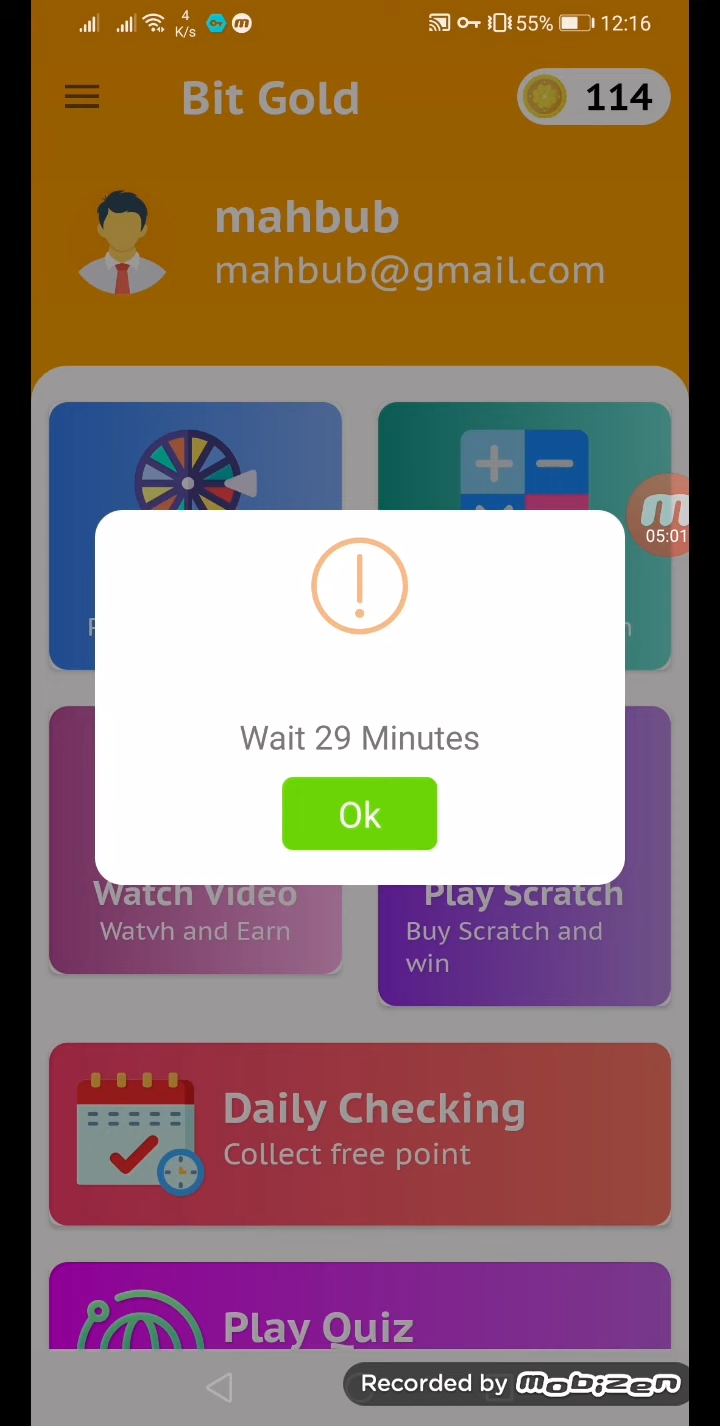 4
K/s
m
55%
12:16
Bit Gold
114
mahbub
mahbub@gmail.com
m
05:01
Wait 29 Minutes
Ok
Watch Video
Watvh and Earn
Play Scratch
Buy Scratch and
win
Daily Checking
Collect free point
Play Quiz
Recorded by mobizen